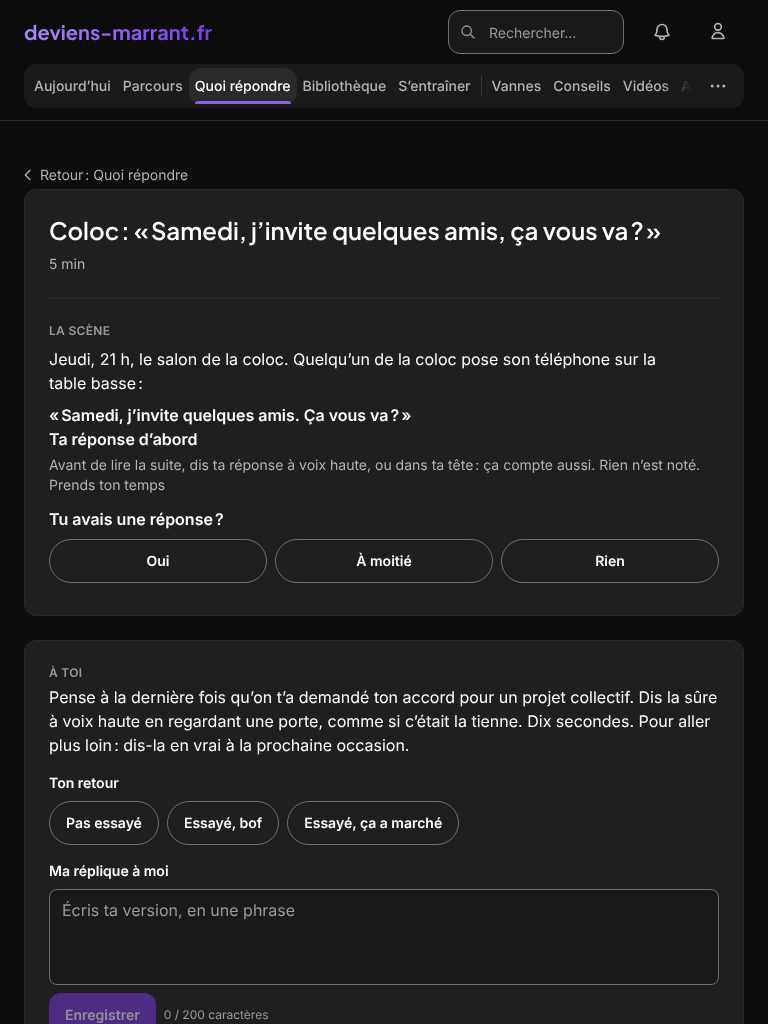 deviens-marrant.fr
Rechercher...
Aujourd’hui Parcours Quoi répondre Bibliothèque S’entraîner Vannes Conseils Vidéos
Retour : Quoi répondre
Coloc : « Samedi, j’invite quelques amis, ça vous va ? »
5 min
LA SCÈNE
Jeudi, 21 h, le salon de la coloc. Quelqu’un de la coloc pose son téléphone sur la
table basse :
« Samedi, j’invite quelques amis. Ça vous va ? »
Ta réponse d’abord
Avant de lire la suite, dis ta réponse à voix haute, ou dans ta tête : ça compte aussi. Rien n’est noté.
Prends ton temps
Tu avais une réponse ?
Oui À moitié Rien
À TOI
Pense à la dernière fois qu’on t’a demandé ton accord pour un projet collectif. Dis la sûre
à voix haute en regardant une porte, comme si c’était la tienne. Dix secondes. Pour aller
plus loin : dis-la en vrai à la prochaine occasion.
Ton retour
Pas essayé Essayé, bof Essayé, ça a marché
Ma réplique à moi
Écris ta version, en une phrase
Enregistrer 0 / 200 caractères